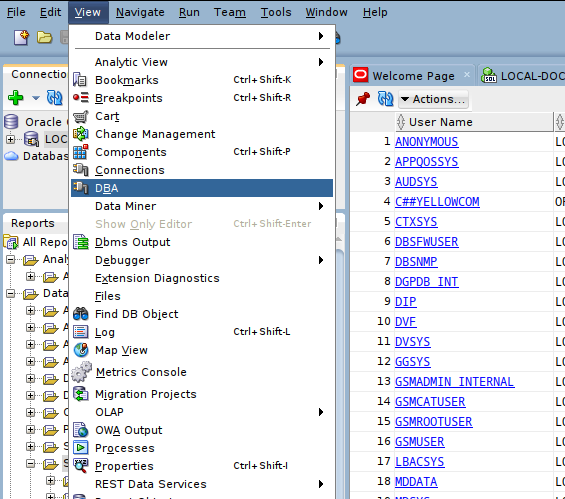 File Edit View Navigate Run Team Tools Window Help
Data Modeler
Analytic View
Bookmarks Ctrl+Shift-K
Breakpoints Ctrl+Shift-R
Cart
Change Management
Components Ctrl+Shift-P
Connections
DBA
Data Miner
Show Only Editor Ctrl+Shift-Enter
Dbms Output
Debugger
Extension Diagnostics
Files
Find DB Object
Log Ctrl+Shift-L
Map View
Metrics Console
Migration Projects
OLAP
OWA Output
Processes
Properties Ctrl+Shift-I
REST Data Services
Connection
Oracle
LOC
Databas
Reports
All Repo
Analy
A
Data
Welcome Page LOCAL-DOC
Actions...
User Name
1 ANONYMOUS LO
2 APPQOSSYS LO
3 AUDSYS LO
4 C##YELLOWCOM OR
5 CTXSYS LO
6 DBSFWUSER LO
7 DBSNMP LO
8 DGPDB_INT LO
9 DIP LO
10 DVF LO
11 DVSYS LO
12 GGSYS LO
13 GSMADMIN_INTERNAL LO
14 GSMCATUSER LO
15 GSMROOTUSER LO
16 GSMUSER LO
17 LBACSYS LO
18 MDDATA LO